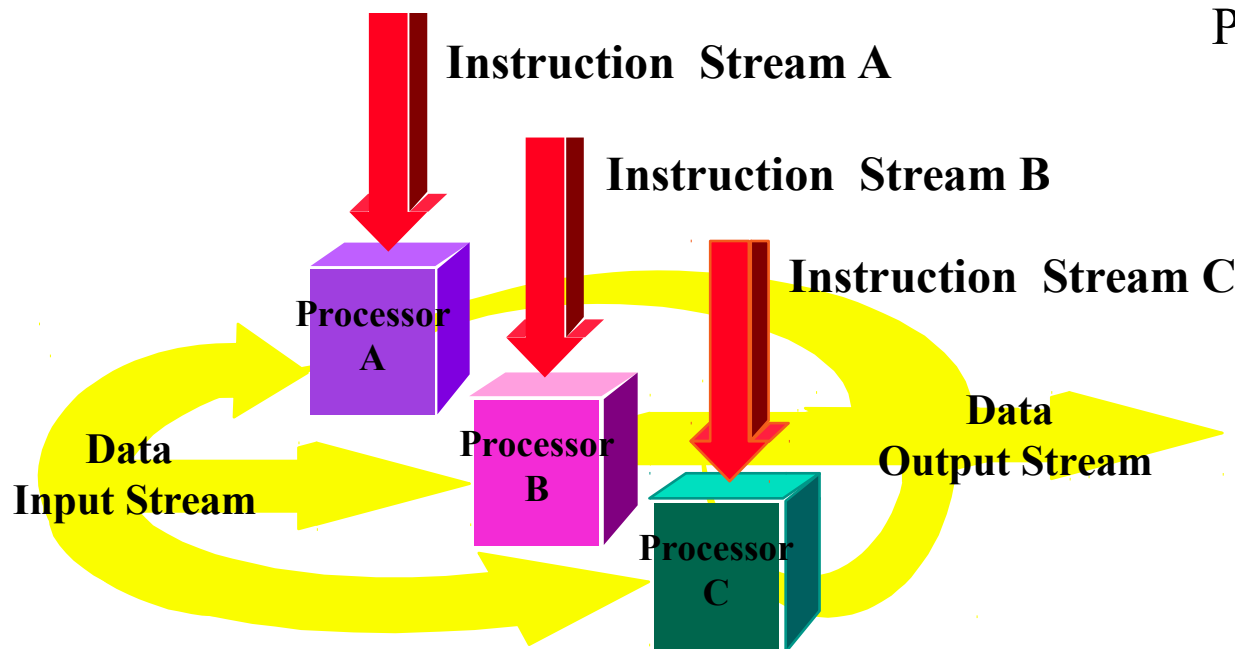 P
Instruction Stream A
Instruction Stream B
Instruction Stream C
Processor
A
Processor
B
Processor
C
Data
Input Stream
Data
Output Stream